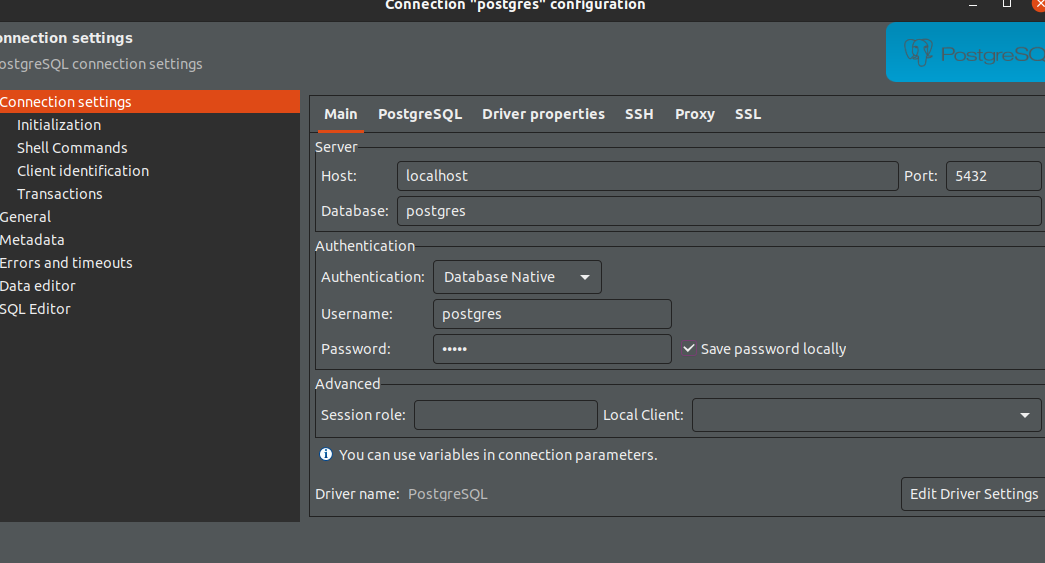 Connection "postgres" configuration
onnection settings
ostgreSQL connection settings
PostgreSQ
Connection settings
Initialization
Shell Commands
Client identification
Transactions
General
Metadata
Errors and timeouts
Data editor
SQL Editor
Main PostgreSQL Driver properties SSH Proxy SSL
Server
Host: localhost Port: 5432
Database: postgres
Authentication
Authentication: Database Native
Username: postgres
Password: •••••  Save password locally
Advanced
Session role: Local Client:
You can use variables in connection parameters.
Driver name: PostgreSQL Edit Driver Settings